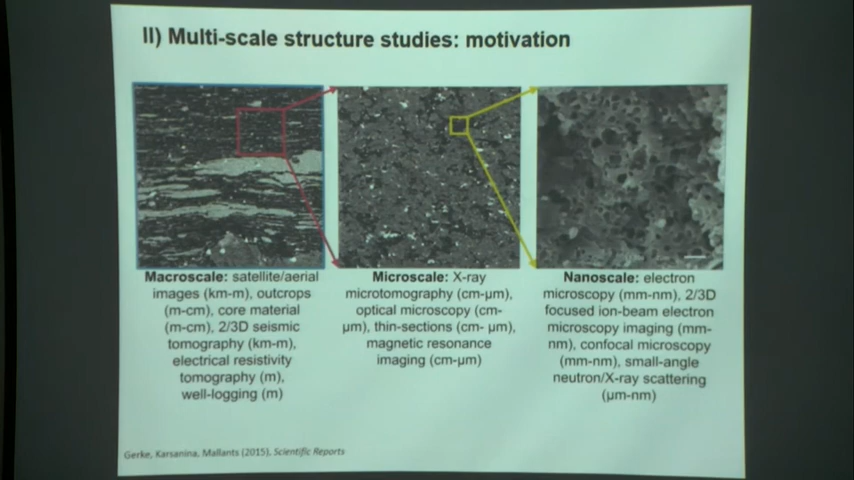 II) Multi-scale structure studies: motivation
Macroscale: satellite/aerial
images (km-m), outcrops
(m-cm), core material
(m-cm), 2/3D seismic
tomography (km-m),
electrical resistivity
tomography (m),
well-logging (m)
Microscale: X-ray
microtomography (cm-µm),
optical microscopy (cm-
µm), thin-sections (cm- µm),
magnetic resonance
imaging (cm-µm)
Nanoscale: electron
microscopy (mm-nm), 2/3D
focused ion-beam electron
microscopy imaging (mm-
nm), confocal microscopy
(mm-nm), small-angle
neutron/X-ray scattering
(µm-nm)
Gerke, Karsanina, Mallants (2015), Scientific Reports